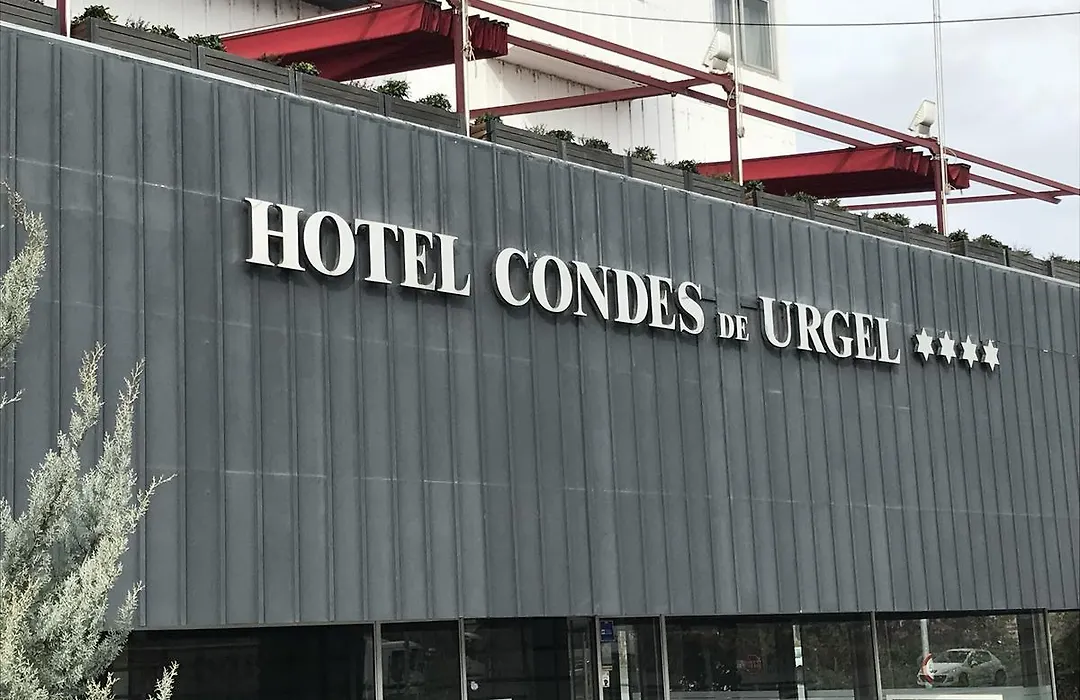 HOTEL CONDES DE URGEL ★★★★